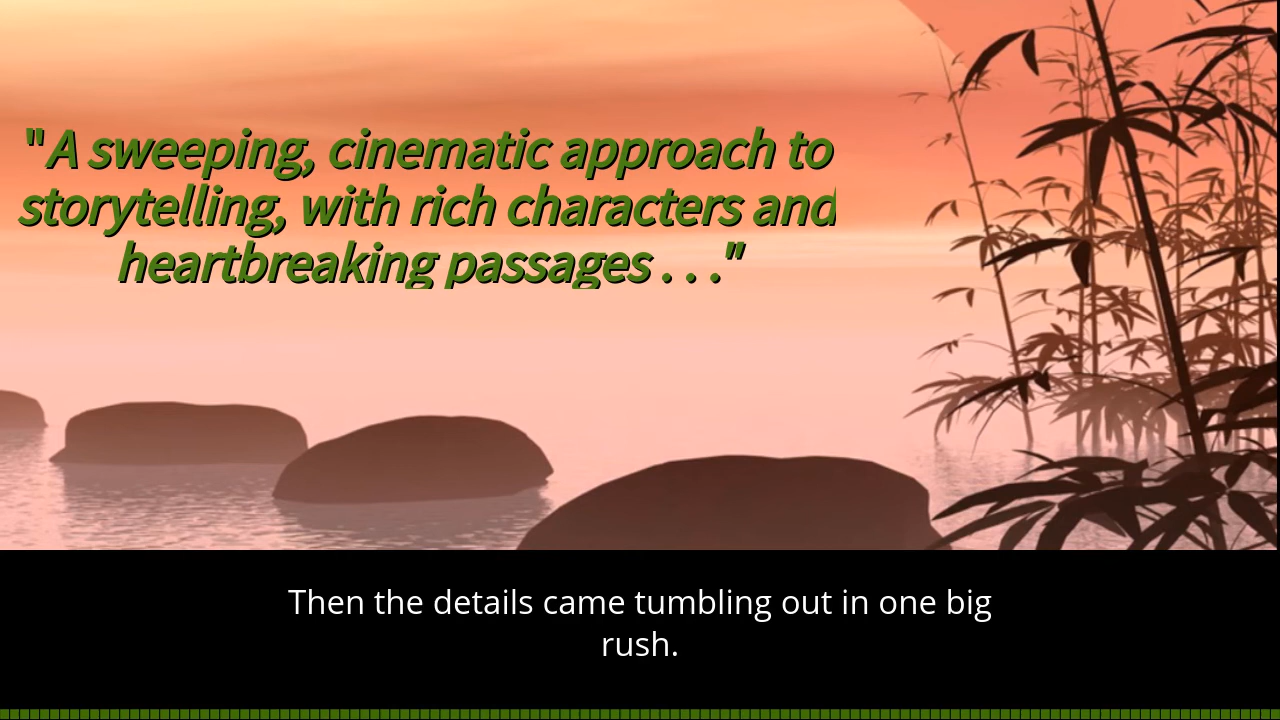 "A sweeping, cinematic approach to
storytelling, with rich characters and
heartbreaking passages . . ."
Then the details came tumbling out in one big
rush.